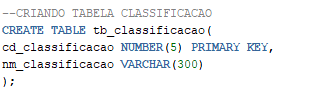 --CRIANDO TABELA CLASSIFICACAO
CREATE TABLE tb_classificacao(
cd_classificacao NUMBER(5) PRIMARY KEY,
nm_classificacao VARCHAR(300)
);